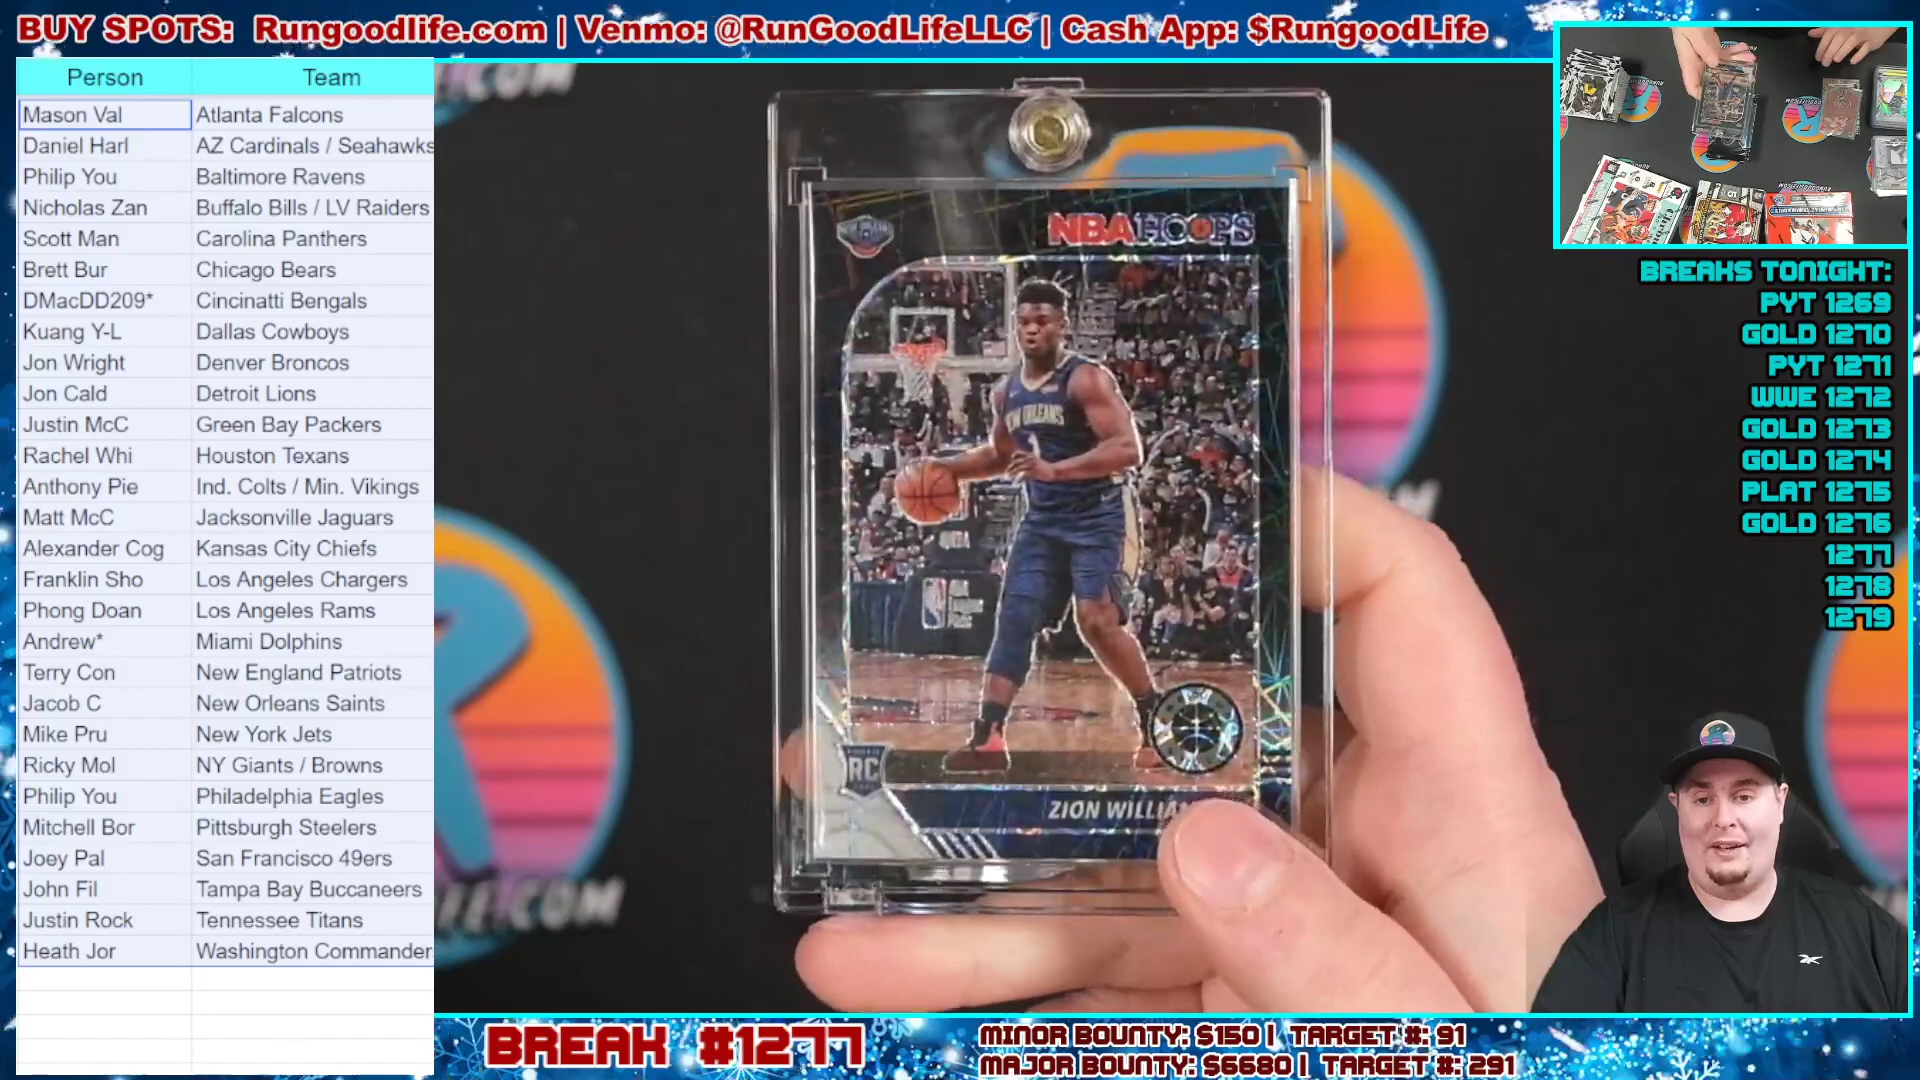 BUY SPOTS: Rungoodlife.com | Venmo: @RunGoodLifeLLC | Cash App: $RungoodLife
Person Team
Mason Val Atlanta Falcons
Daniel Harl AZ Cardinals / Seahawks
Philip You Baltimore Ravens
Nicholas Zan Buffalo Bills / LV Raiders
Scott Man Carolina Panthers
Brett Bur Chicago Bears
DMacDD209* Cincinatti Bengals
Kuang Y-L Dallas Cowboys
Jon Wright Denver Broncos
Jon Cald Detroit Lions
Justin McC Green Bay Packers
Rachel Whi Houston Texans
Anthony Pie Ind. Colts / Min. Vikings
Matt McC Jacksonville Jaguars
Alexander Cog Kansas City Chiefs
Franklin Sho Los Angeles Chargers
Phong Doan Los Angeles Rams
Andrew* Miami Dolphins
Terry Con New England Patriots
Jacob C New Orleans Saints
Mike Pru New York Jets
Ricky Mol NY Giants / Browns
Philip You Philadelphia Eagles
Mitchell Bor Pittsburgh Steelers
Joey Pal San Francisco 49ers
John Fil Tampa Bay Buccaneers
Justin Rock Tennessee Titans
Heath Jor Washington Commander
NBA HOOPS
NEW ORLEANS
RC
ZION WILLIA
BREAKS TONIGHT:
PYT 1269
GOLD 1270
PYT 1271
WWE 1272
GOLD 1273
GOLD 1274
PLAT 1275
GOLD 1276
1277
1278
1279
BREAK #1277
MINOR BOUNTY: $150 | TARGET #: 91
MAJOR BOUNTY: $6680 | TARGET #: 291